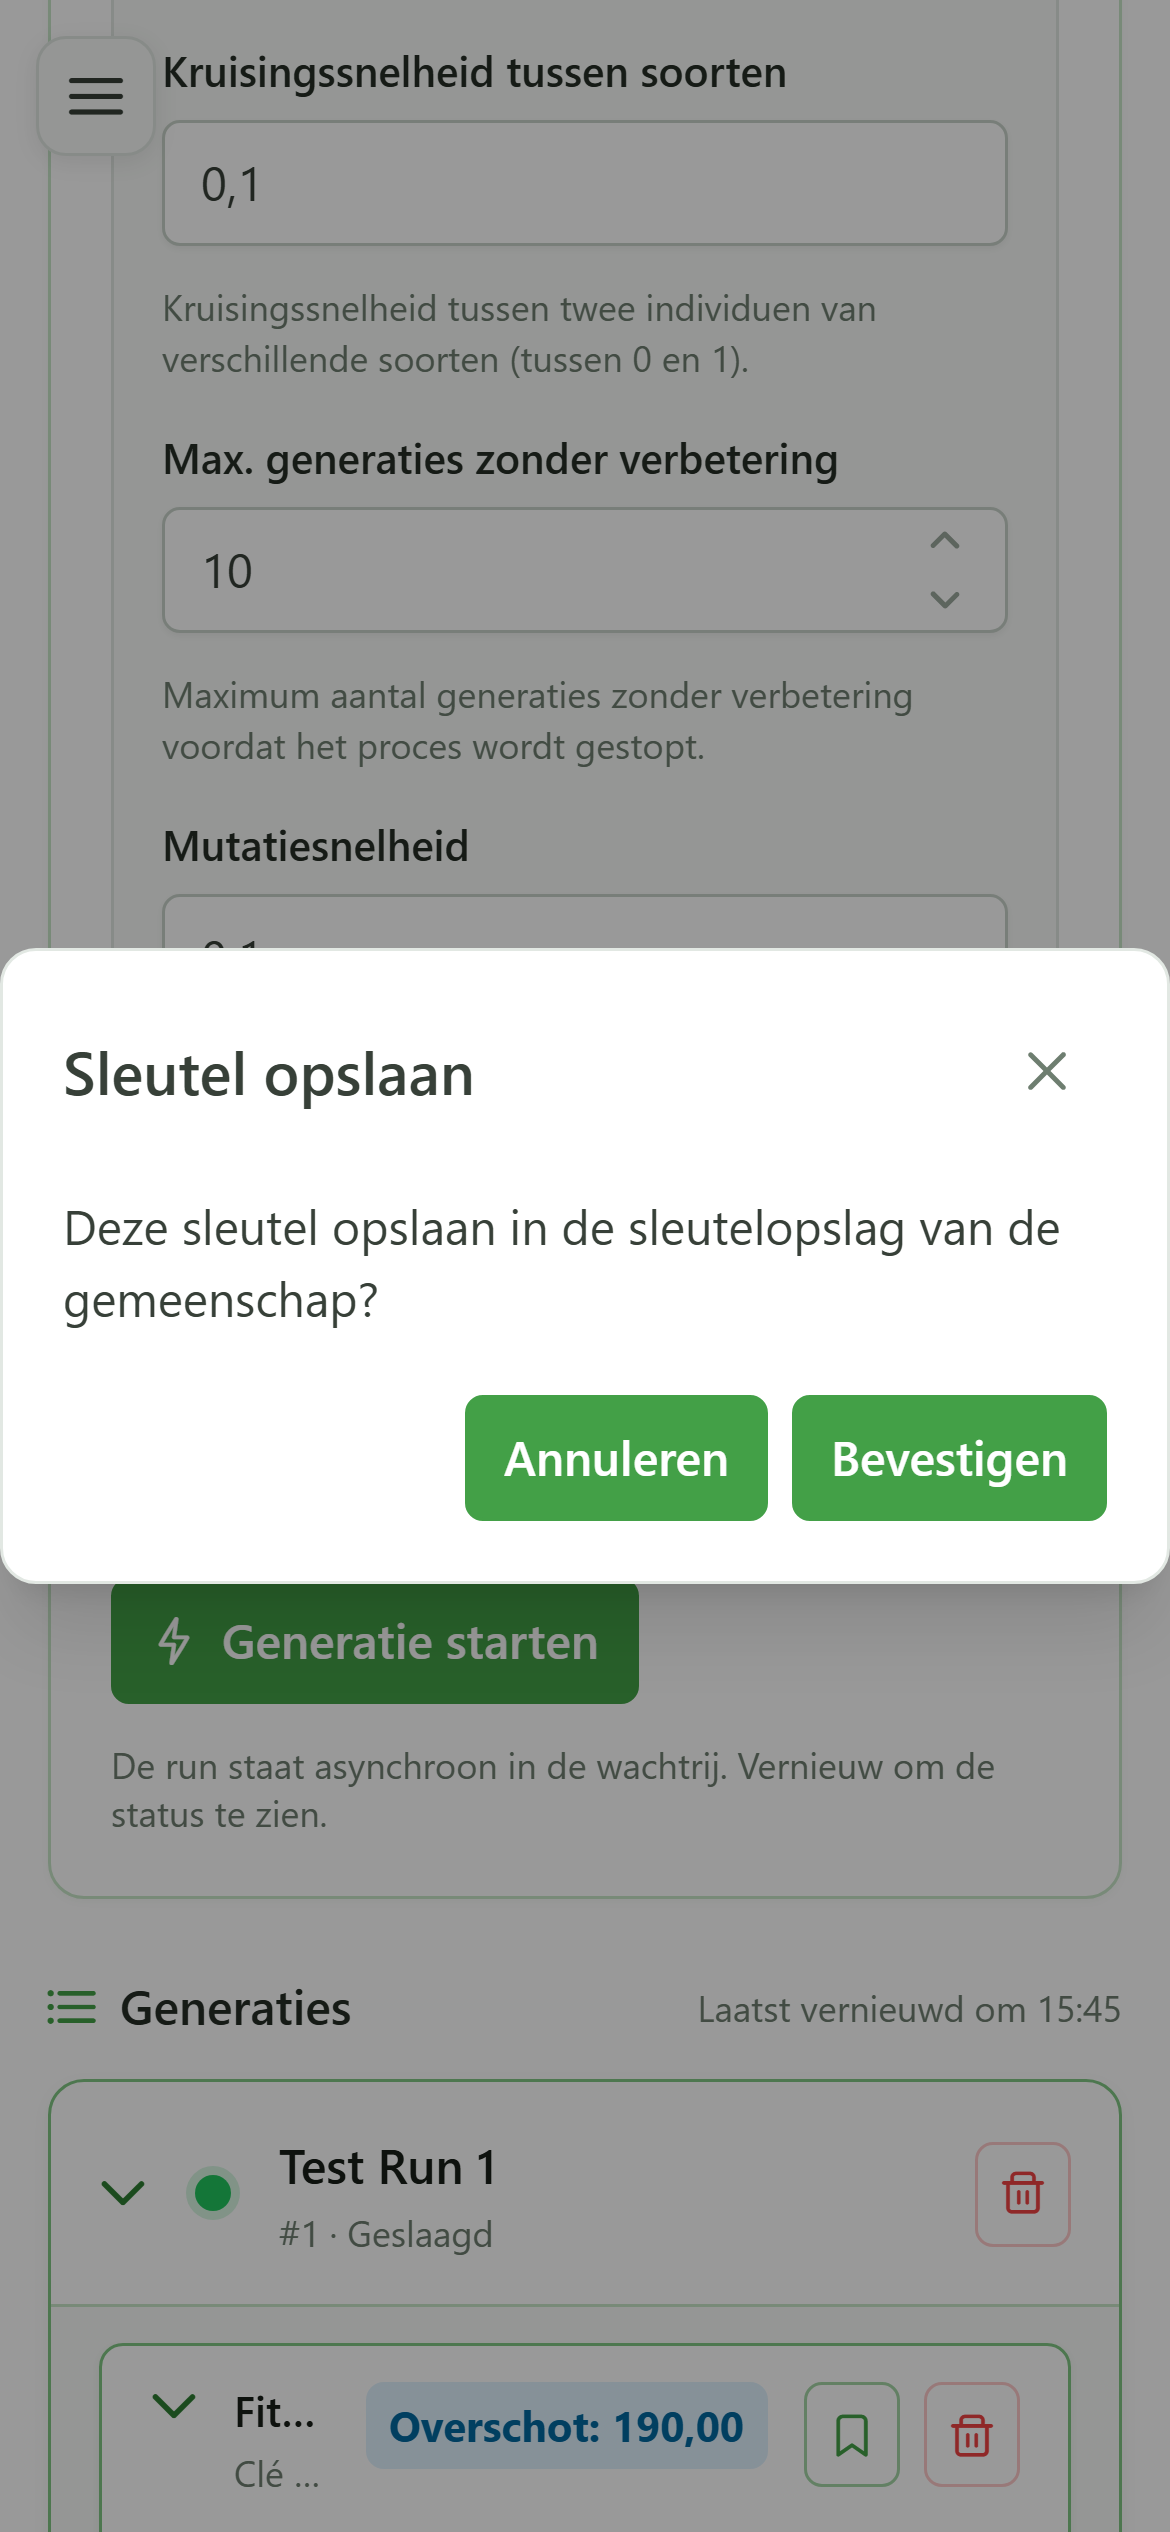 Kruisingssnelheid tussen soorten
0,1
Kruisingssnelheid tussen twee individuen van
verschillende soorten (tussen 0 en 1).
Max. generaties zonder verbetering
10
Maximum aantal generaties zonder verbetering
voordat het proces wordt gestopt.
Mutatiesnelheid
Sleutel opslaan
Deze sleutel opslaan in de sleutelopslag van de
gemeenschap?
Annuleren
Bevestigen
Generatie starten
De run staat asynchroon in de wachtrij. Vernieuw om de
status te zien.
Generaties
Laatst vernieuwd om 15:45
Test Run 1
#1 · Geslaagd
Fit...
Overschot: 190,00
Clé ...